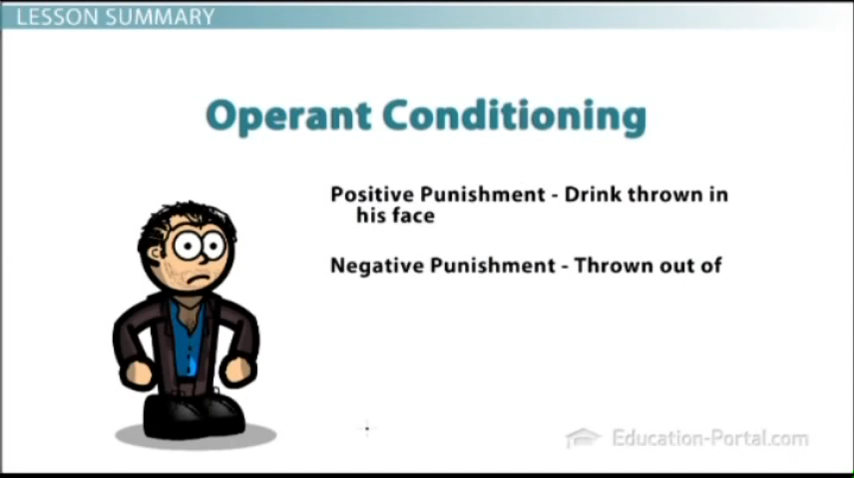 LESSON SUMMARY
Operant Conditioning
Positive Punishment - Drink thrown in
his face
Negative Punishment - Thrown out of
Education-Portal.com